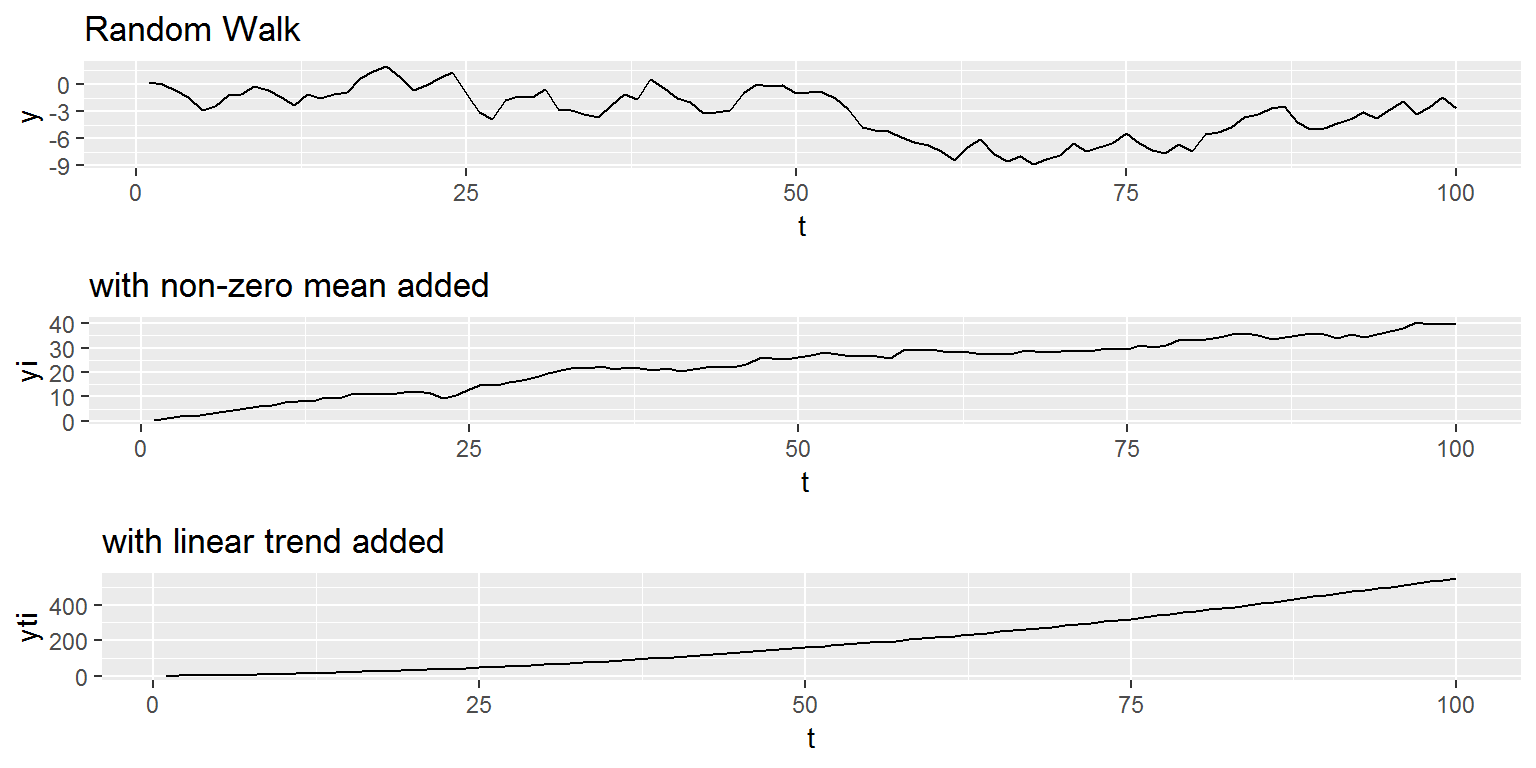 Random Walk
y
0
-3
-6
-9
0 25 50 75 100
t
with non-zero mean added
yi
40
30
20
10
0
0 25 50 75 100
t
with linear trend added
yti
400
200
0
0 25 50 75 100
t